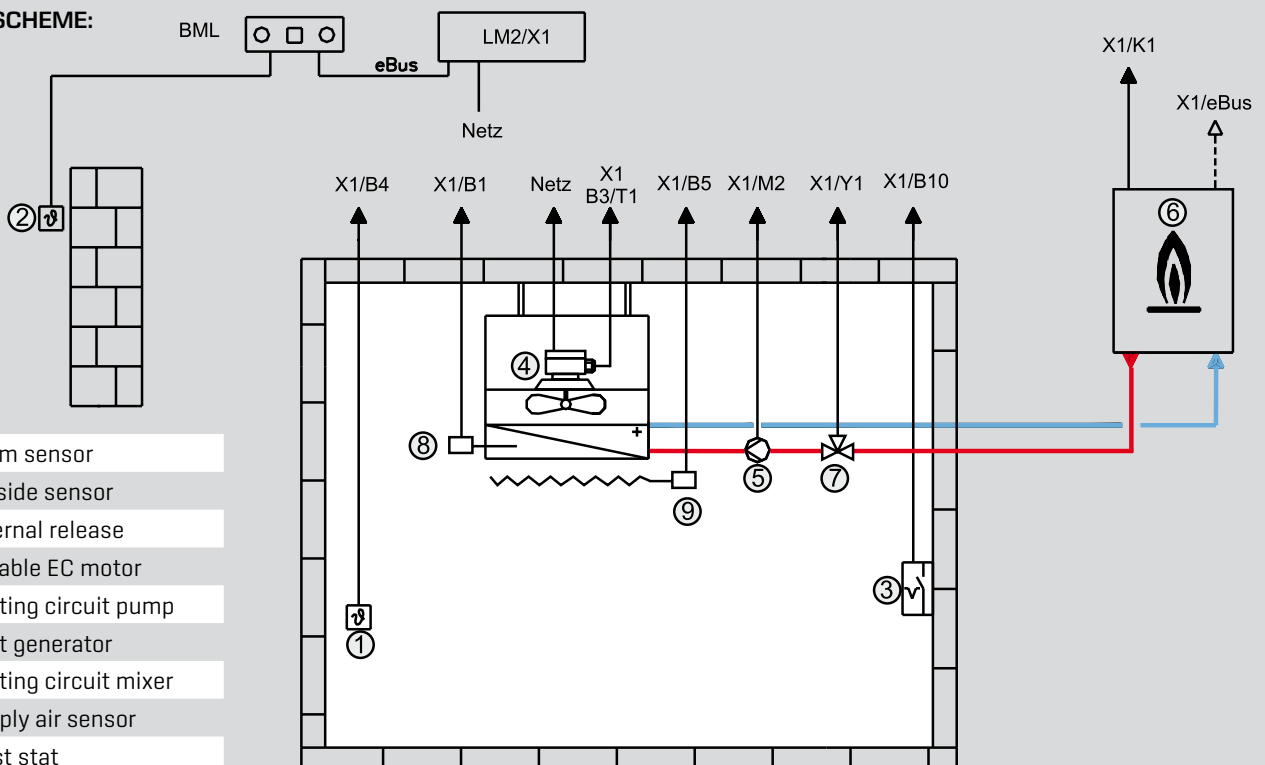 SCHEME:
BML
LM2/X1
eBus
Netz
X1/K1
X1/eBus
X1/B4
X1/B1
Netz
X1
B3/T1
X1/B5
X1/M2
X1/Y1
X1/B10
2
6
4
+
8
5
7
9
3
1
m sensor
side sensor
ernal release
able EC motor
ting circuit pump
t generator
ting circuit mixer
ply air sensor
st stat